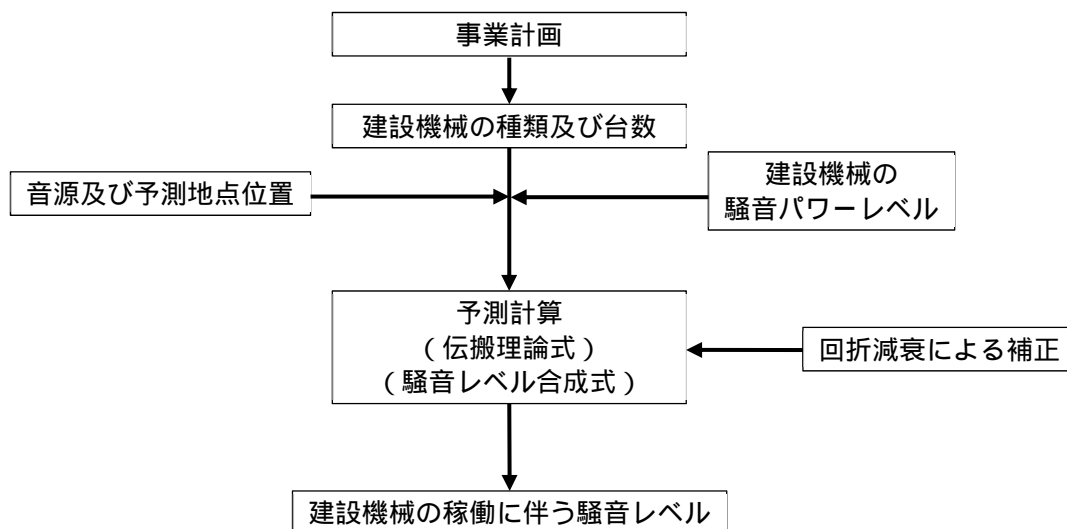 事業計画
建設機械の種類及び台数
音源及び予測地点位置
建設機械の
騒音パワーレベル
予測計算
(伝搬理論式)
(騒音レベル合成式)
回折減衰による補正
建設機械の稼働に伴う騒音レベル